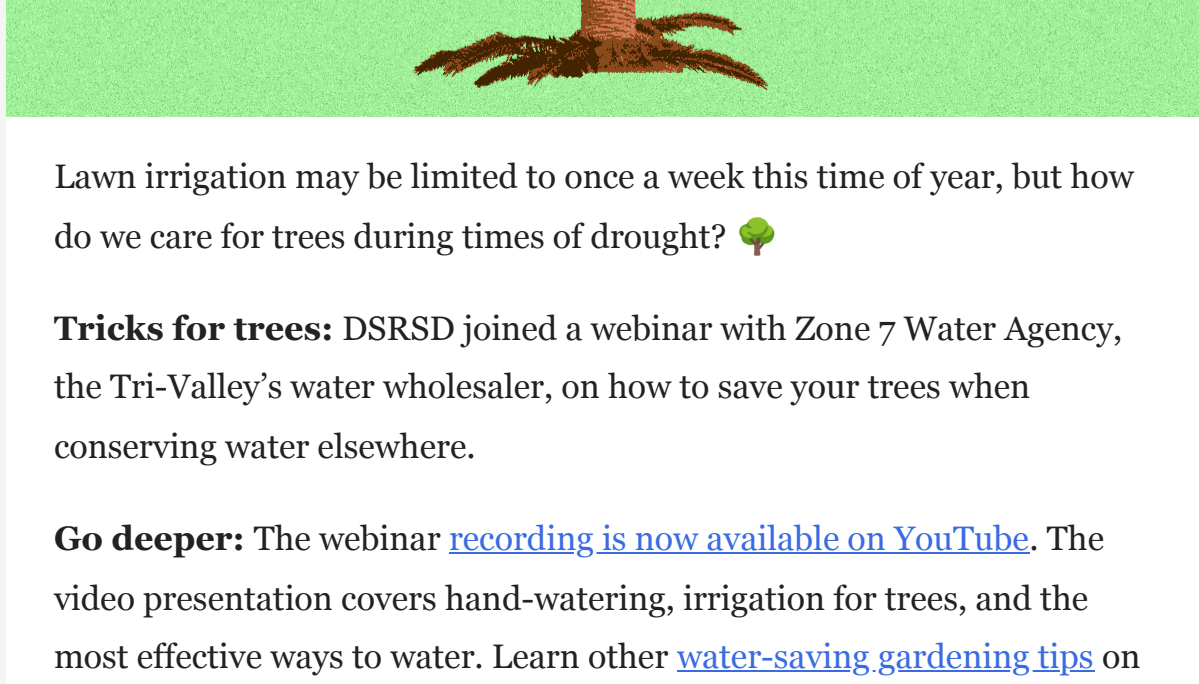 Lawn irrigation may be limited to once a week this time of year, but how
do we care for trees during times of drought? 🌳
Tricks for trees: DSRSD joined a webinar with Zone 7 Water Agency,
the Tri-Valley’s water wholesaler, on how to save your trees when
conserving water elsewhere.
Go deeper: The webinar recording is now available on YouTube. The
video presentation covers hand-watering, irrigation for trees, and the
most effective ways to water. Learn other water-saving gardening tips on